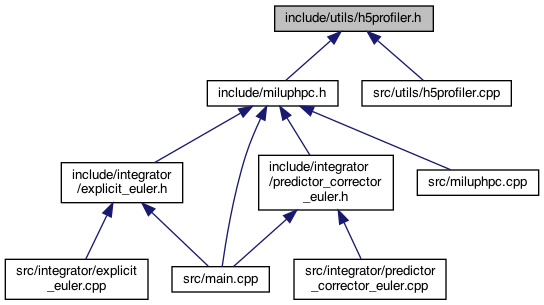 include/utils/h5profiler.h
include/miluphpc.h
src/utils/h5profiler.cpp
include/integrator
/explicit_euler.h
include/integrator
/predictor_corrector
_euler.h
src/miluphpc.cpp
src/integrator/explicit
_euler.cpp
src/main.cpp
src/integrator/predictor
_corrector_euler.cpp